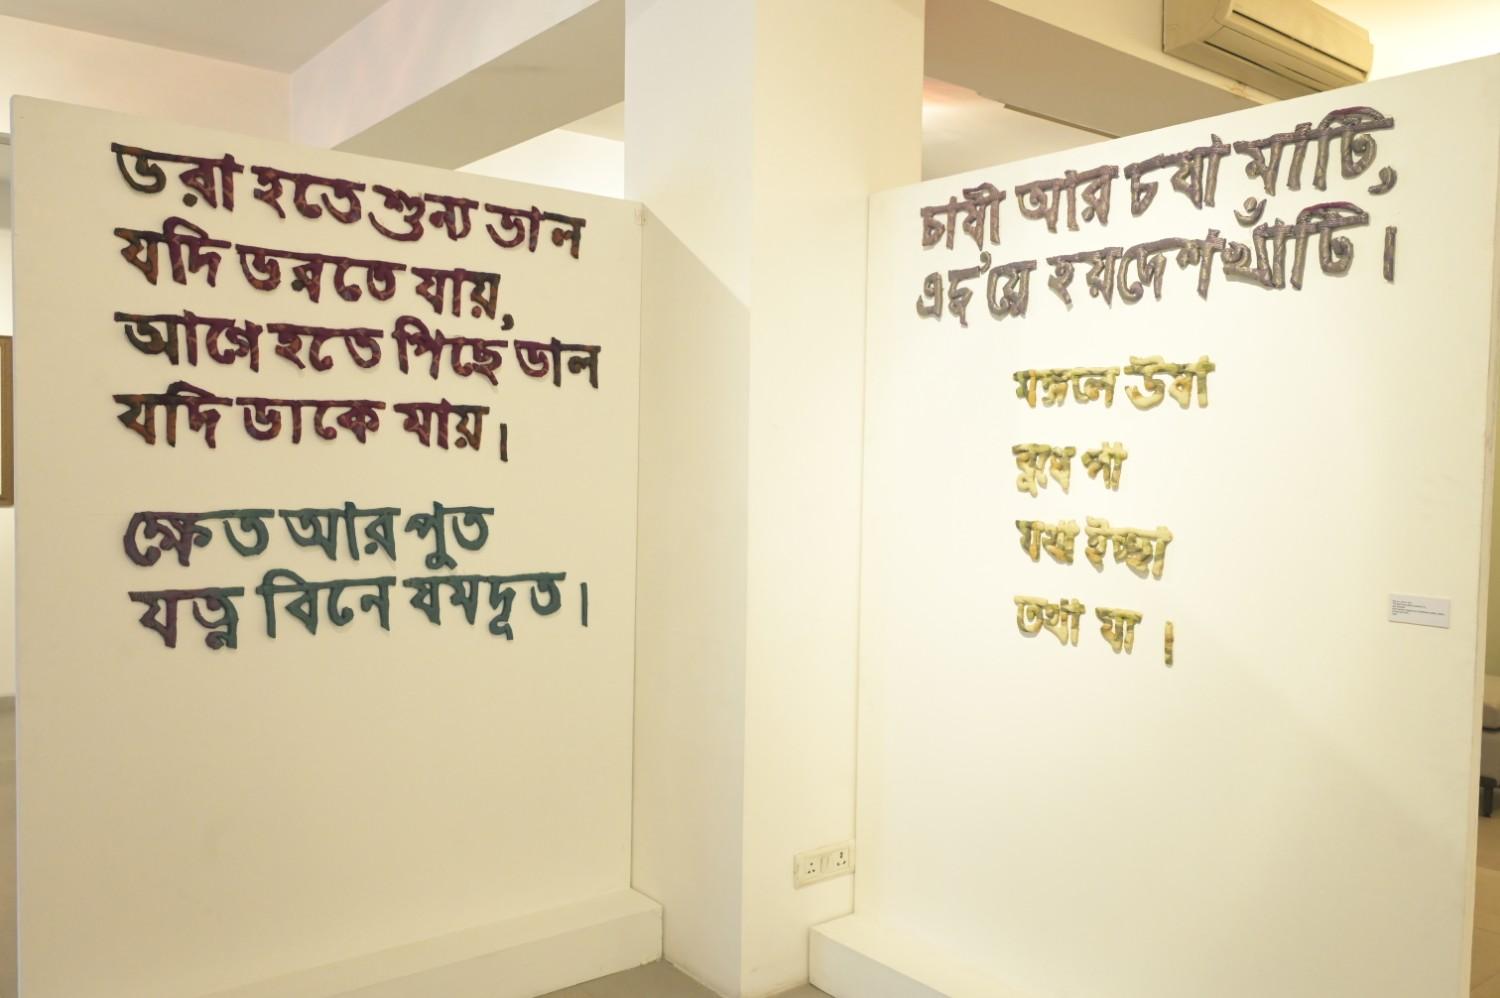 ভরা হতে শুন্য ভাল
যদি ভরতে যায়,
আগে হতে পিছে ভাল
যদি ডাকে মায়।
ক্ষেত আর পুত
যত্ন বিনে যমদূত।
চাষী আর চষা মাটি,
এদু'য়ে হয় দেশ খাঁটি।
মঙ্গলে ঊষা
বুধে পা
যথা ইচ্ছা
তথা যা।